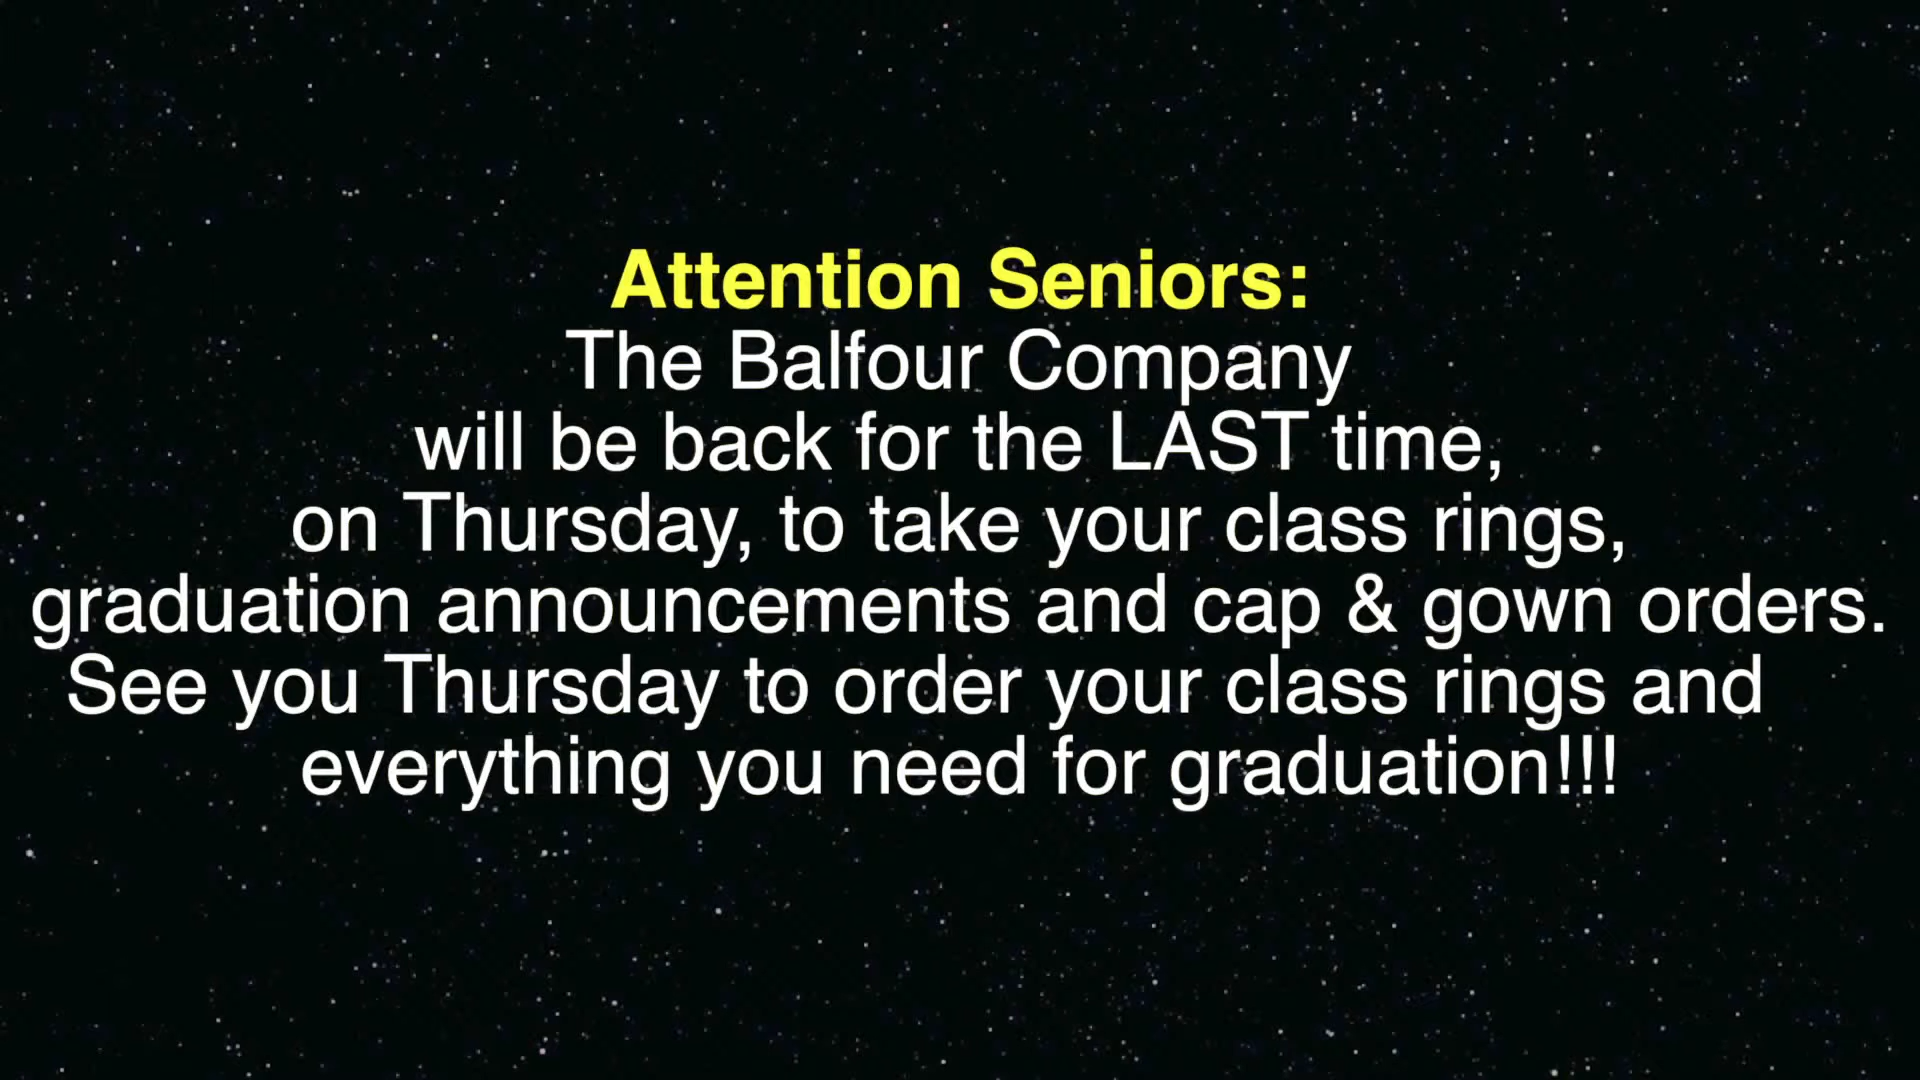 Attention Seniors:
The Balfour Company
will be back for the LAST time,
on Thursday, to take your class rings,
graduation announcements and cap & gown orders.
See you Thursday to order your class rings and
everything you need for graduation!!!